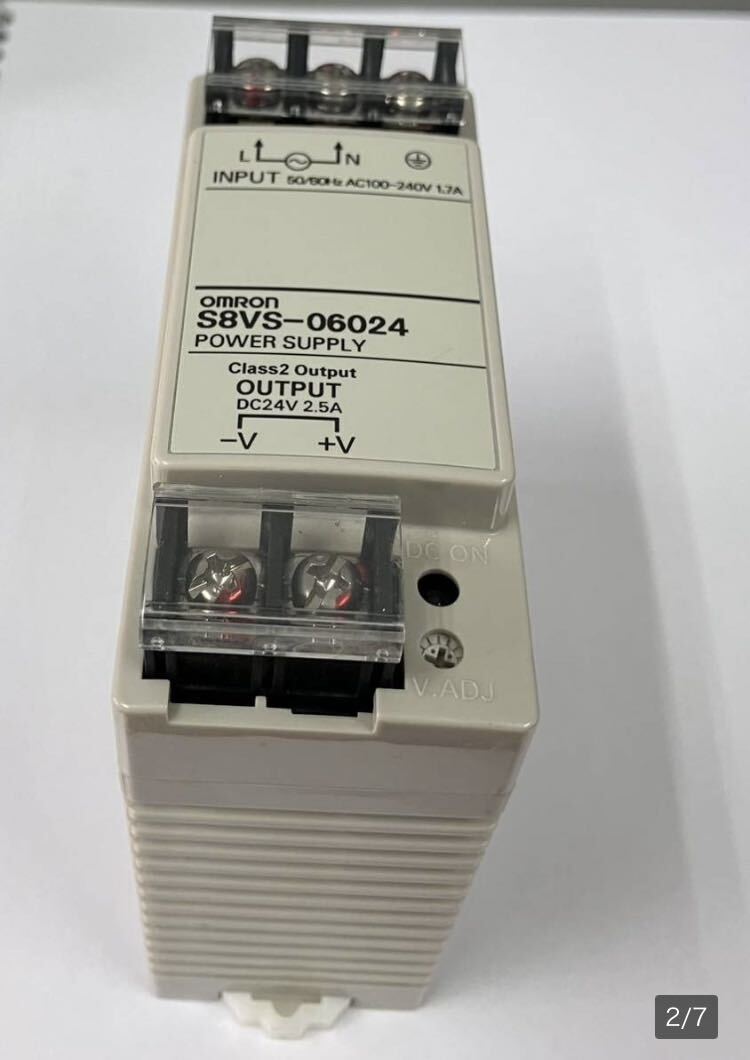 L N
INPUT 50/60Hz AC100-240V 1.7A
OMRON
S8VS-06024
POWER SUPPLY
Class2 Output
OUTPUT
DC24V 2.5A
-V +V
DC ON
V.ADJ
2/7